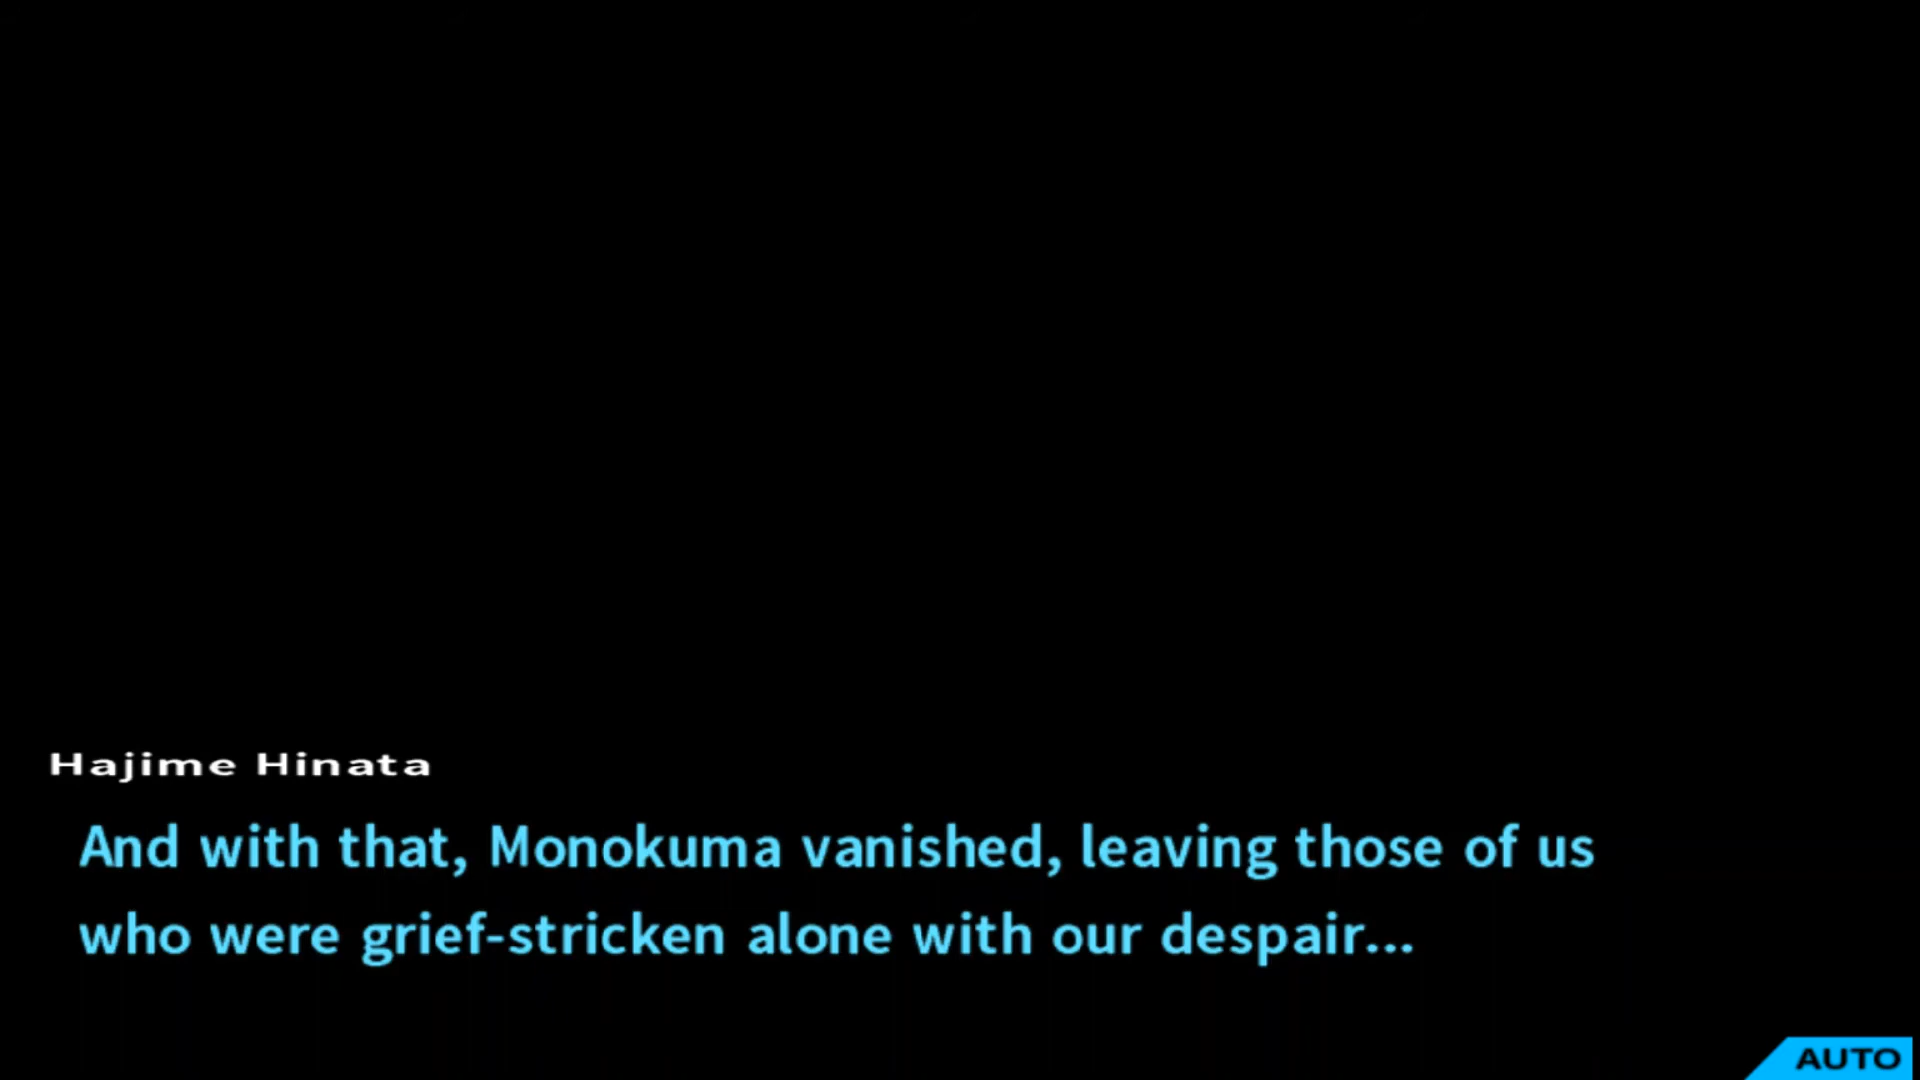 Hajime Hinata
And with that, Monokuma vanished, leaving those of us
who were grief-stricken alone with our despair...
AUTO